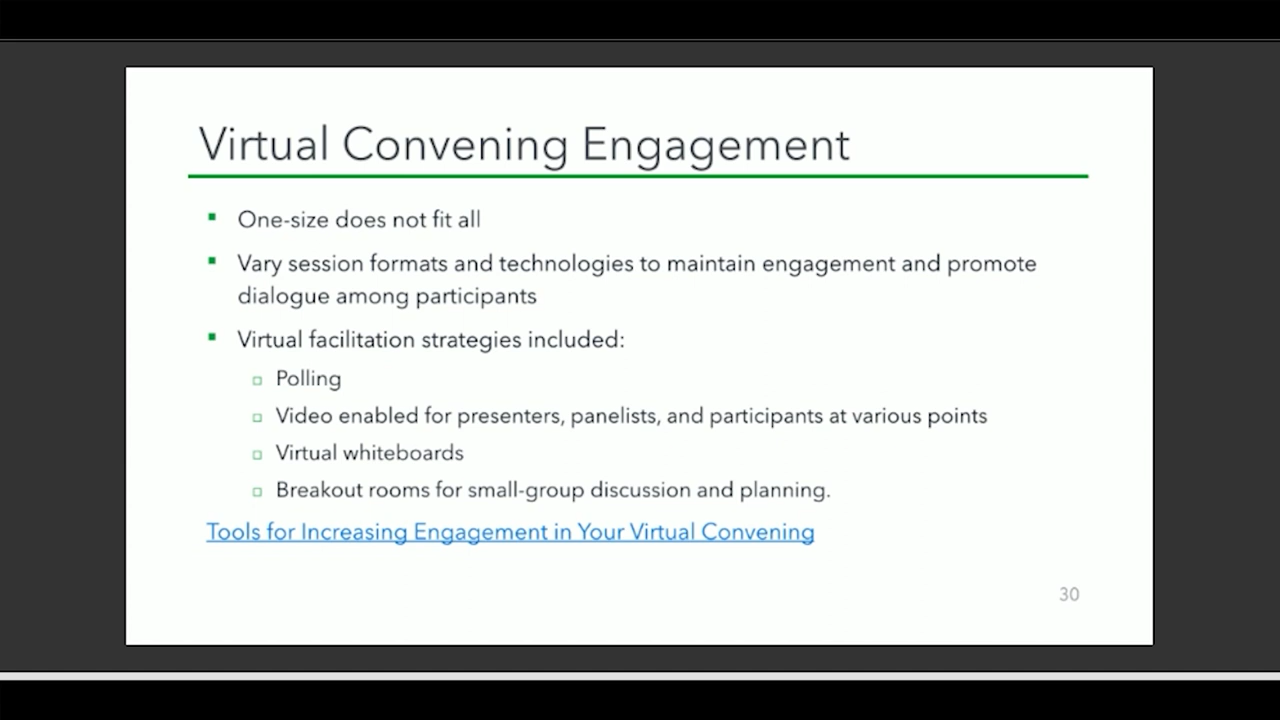 Virtual Convening Engagement
One-size does not fit all
Vary session formats and technologies to maintain engagement and promote
dialogue among participants
Virtual facilitation strategies included:
Polling
Video enabled for presenters, panelists, and participants at various points
Virtual whiteboards
Breakout rooms for small-group discussion and planning.
Tools for Increasing Engagement in Your Virtual Convening
30